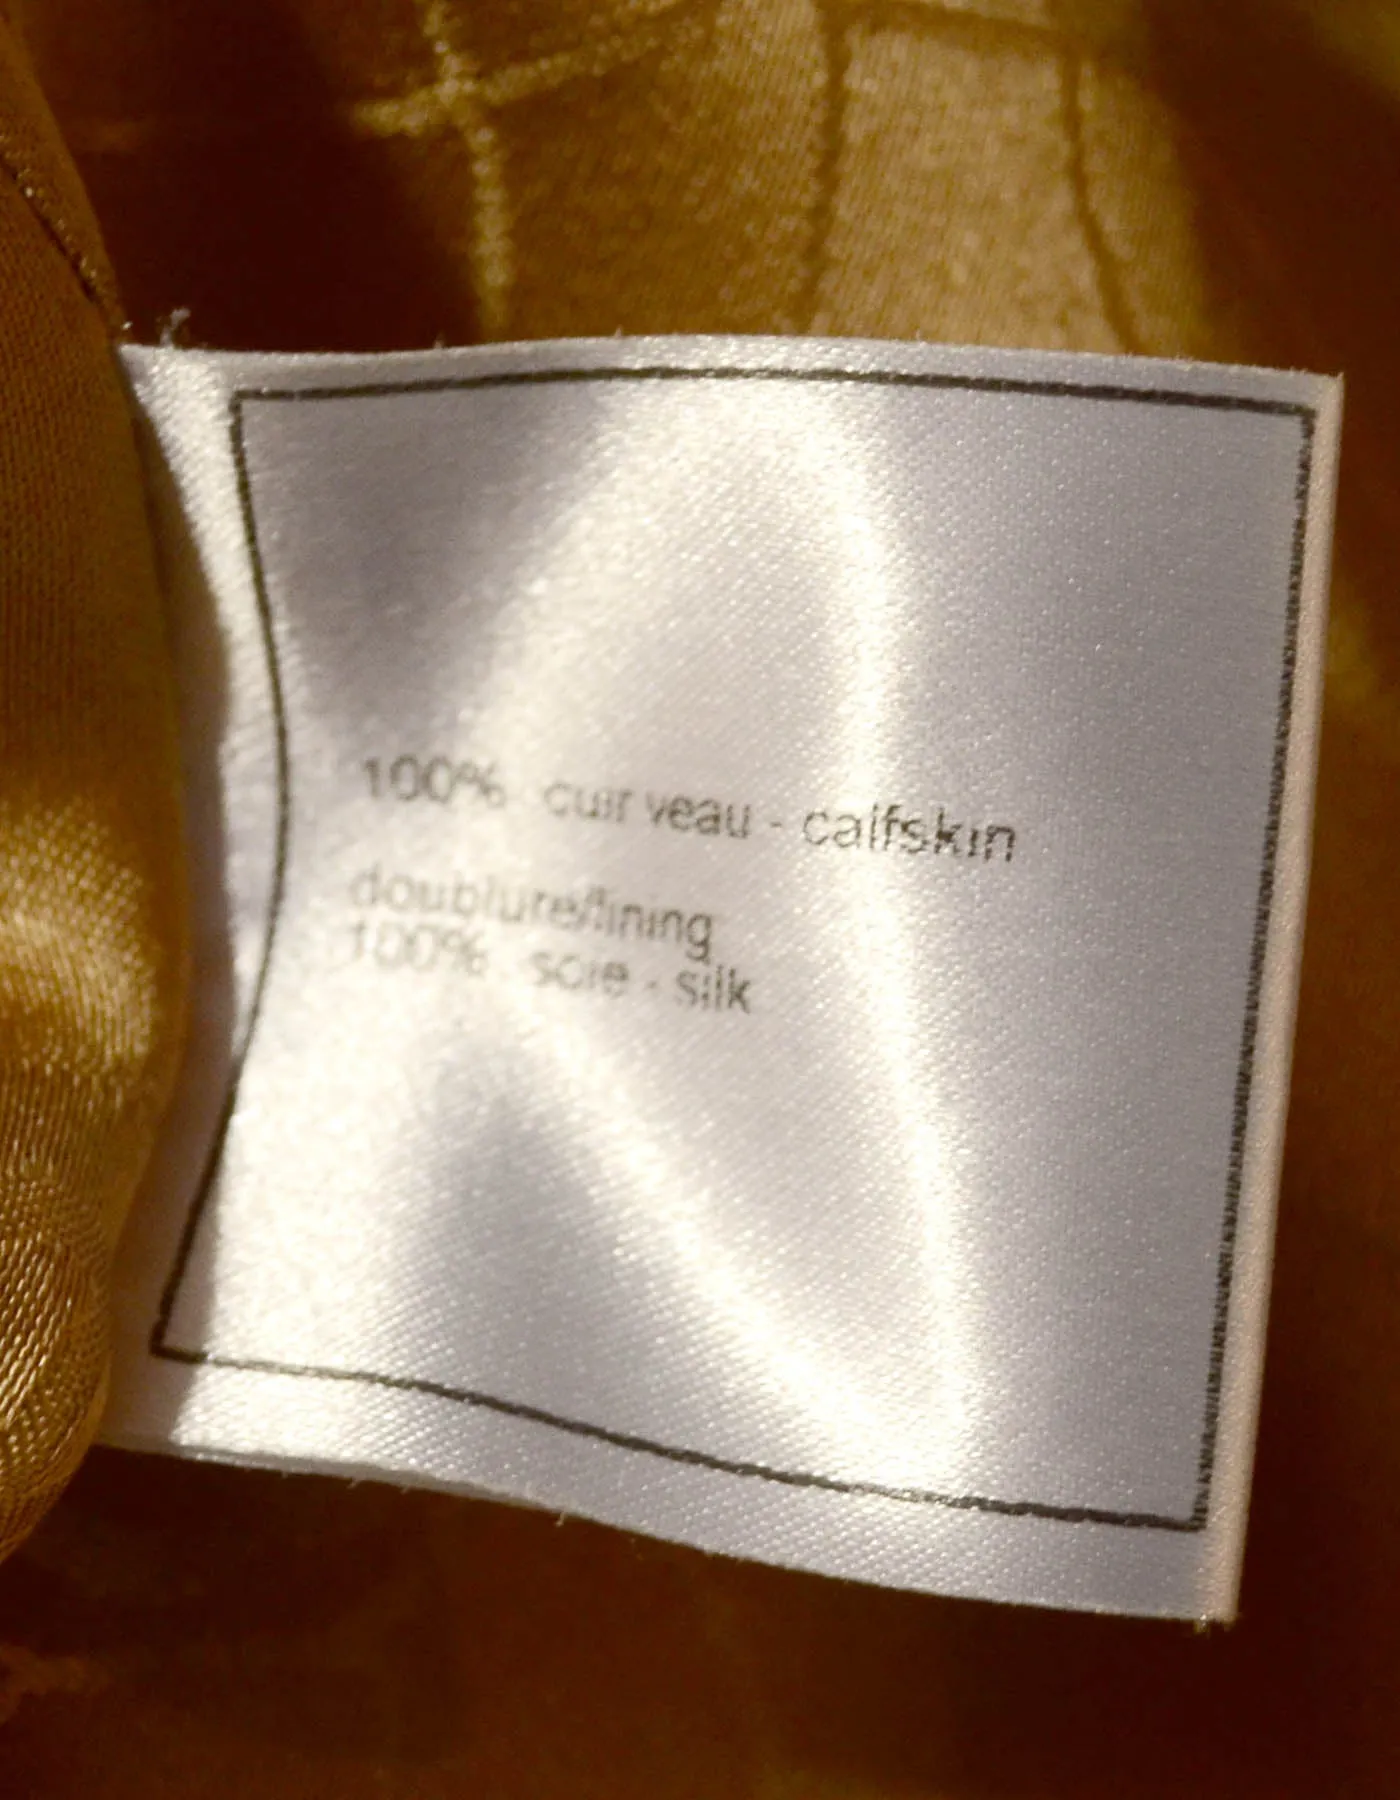 100% cuir veau - calfskin
doublure/lining
100% soie - silk